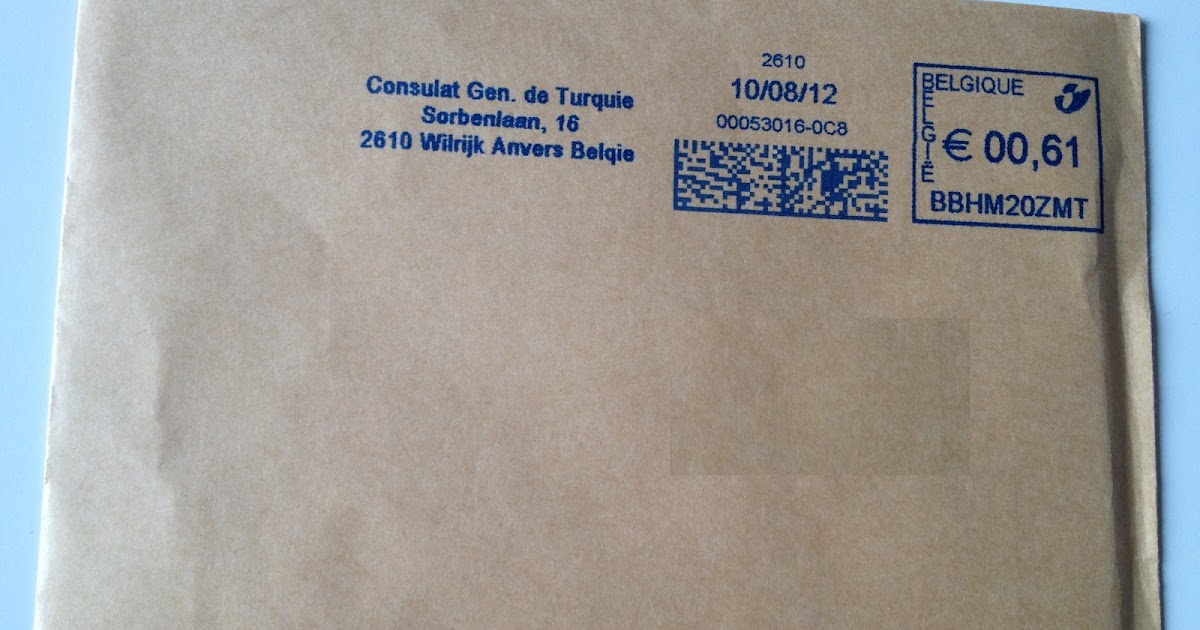 Consulat Gen. de Turquie
Sorbenlaan, 16
2610 Wilrijk Anvers Belqie
2610
10/08/12
00053016-0C8
BELGIQUE
BELGIË
€ 00,61
BBHM20ZMT